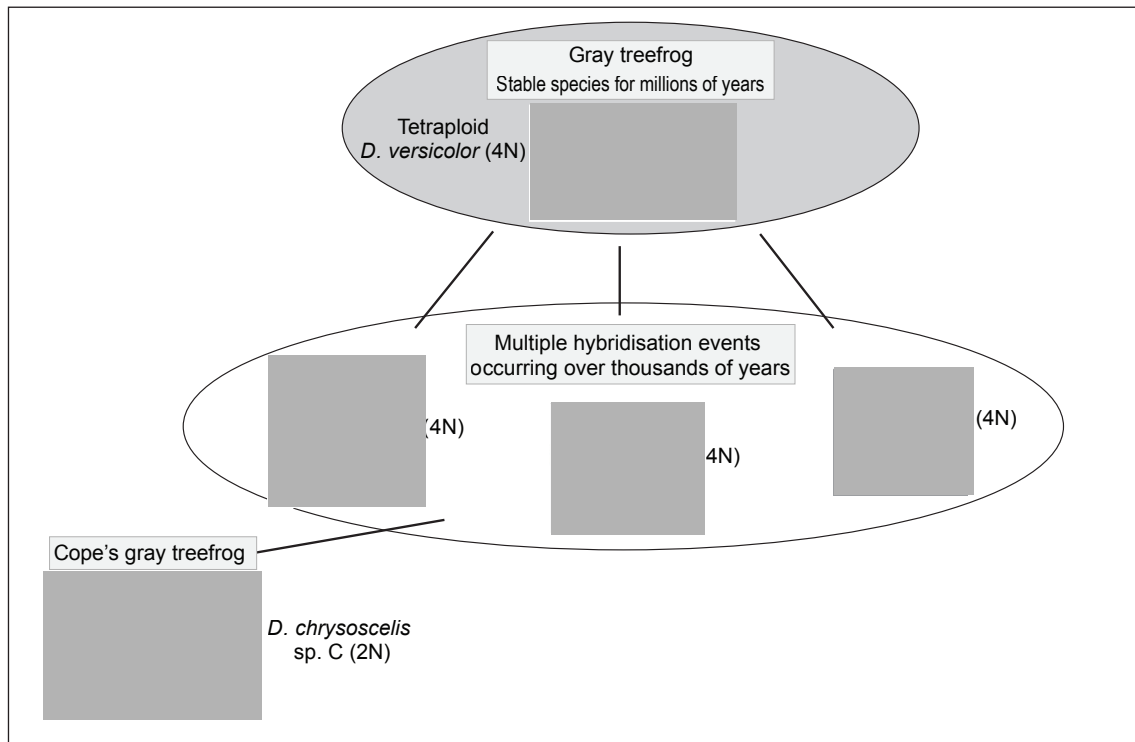 Gray treefrog
Stable species for millions of years
Tetraploid
D. versicolor (4N)
Multiple hybridisation events
occurring over thousands of years
(4N)
4N)
(4N)
Cope's gray treefrog
D. chrysoscelis
sp. C (2N)